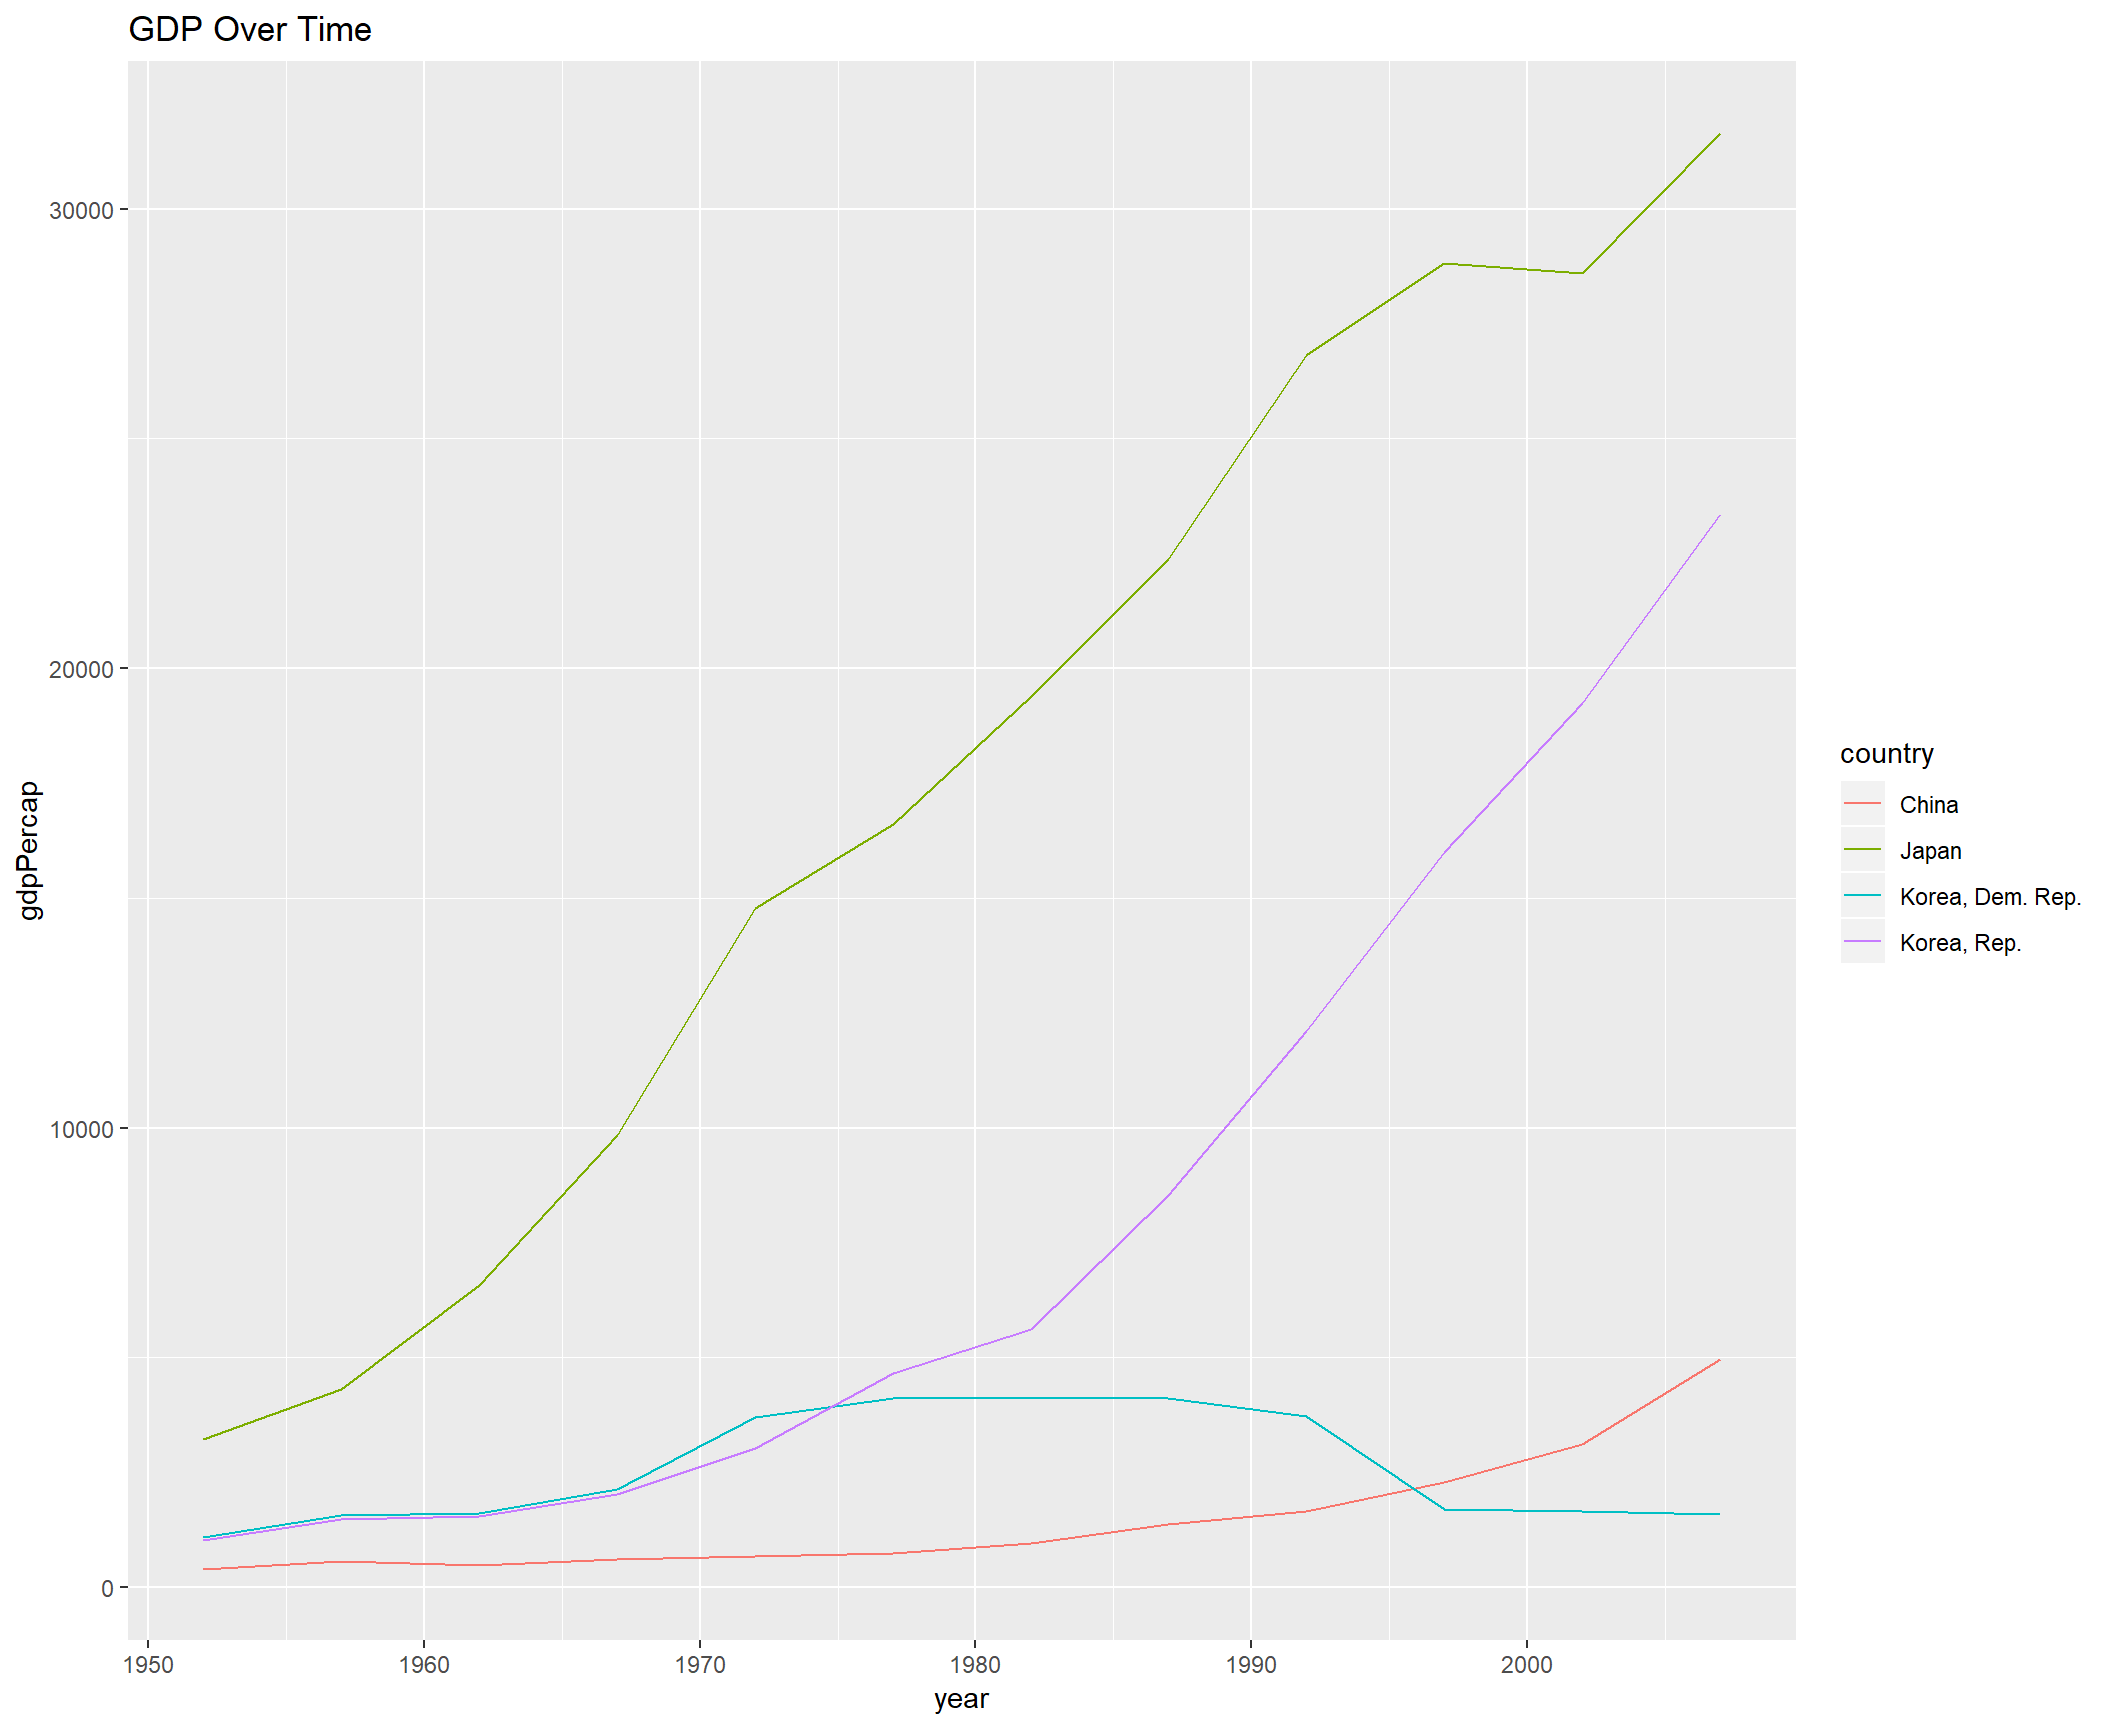 GDP Over Time
gdpPercap
30000
20000
10000
0
1950 1960 1970 1980 1990 2000
year
country
China
Japan
Korea, Dem. Rep.
Korea, Rep.